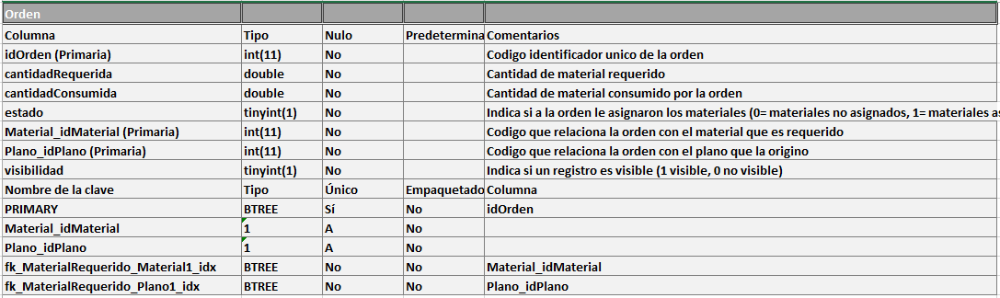 Orden
Columna Tipo Nulo Predetermina Comentarios
idOrden (Primaria) int(11) No Codigo identificador unico de la orden
cantidadRequerida double No Cantidad de material requerido
cantidadConsumida double No Cantidad de material consumido por la orden
estado tinyint(1) No Indica si a la orden le asignaron los materiales (0= materiales no asignados, 1= materiales as
Material_idMaterial (Primaria) int(11) No Codigo que relaciona la orden con el material que es requerido
Plano_idPlano (Primaria) int(11) No Codigo que relaciona la orden con el plano que la origino
visibilidad tinyint(1) No Indica si un registro es visible (1 visible, 0 no visible)
Nombre de la clave Tipo Único Empaquetado Columna
PRIMARY BTREE Sí No idOrden
Material_idMaterial 1 A No
Plano_idPlano 1 A No
fk_MaterialRequerido_Material1_idx BTREE No No Material_idMaterial
fk_MaterialRequerido_Plano1_idx BTREE No No Plano_idPlano